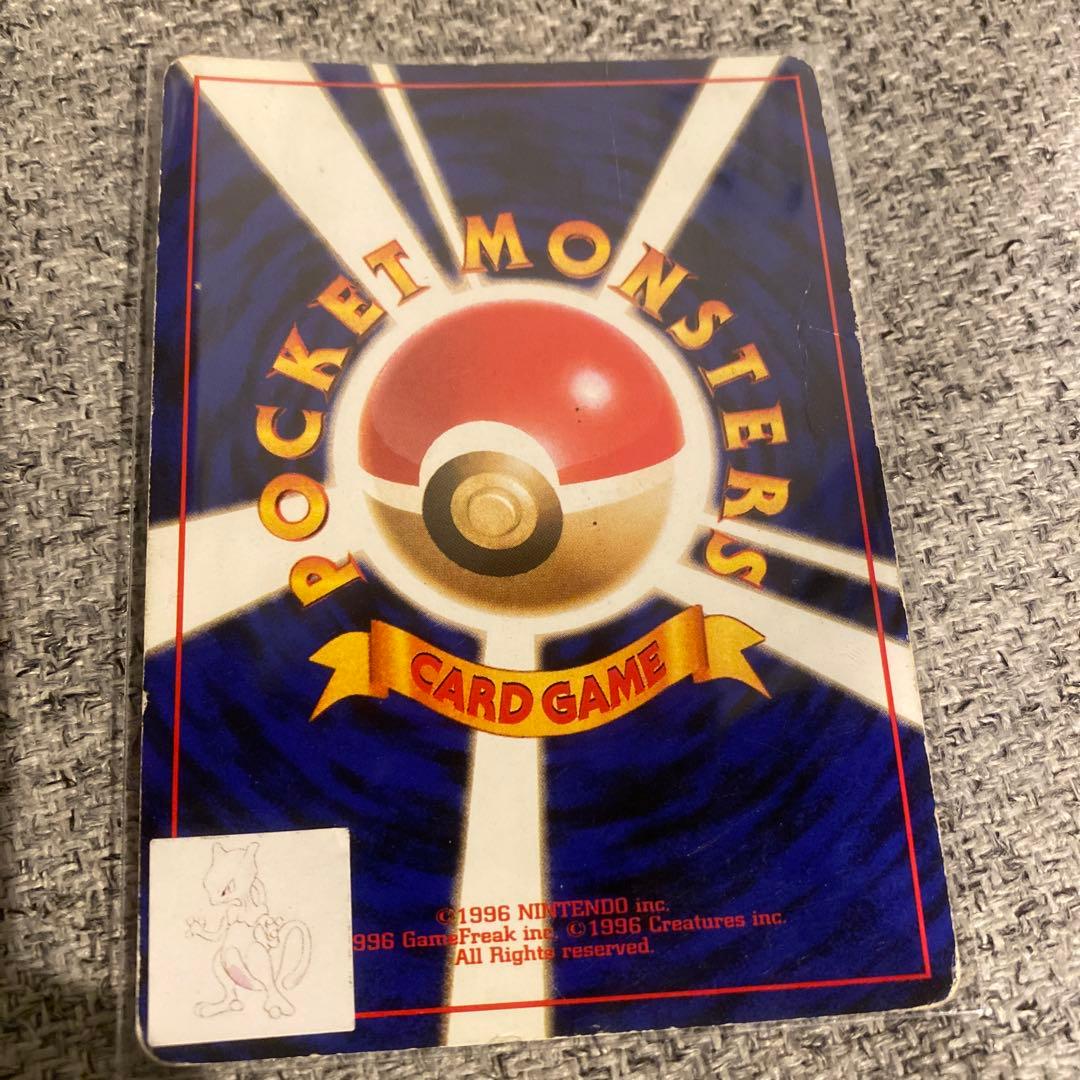 POCKET MONSTERS
CARD GAME
©1996 NINTENDO inc.
996 GameFreak inc. ©1996 Creatures inc.
All Rights reserved.